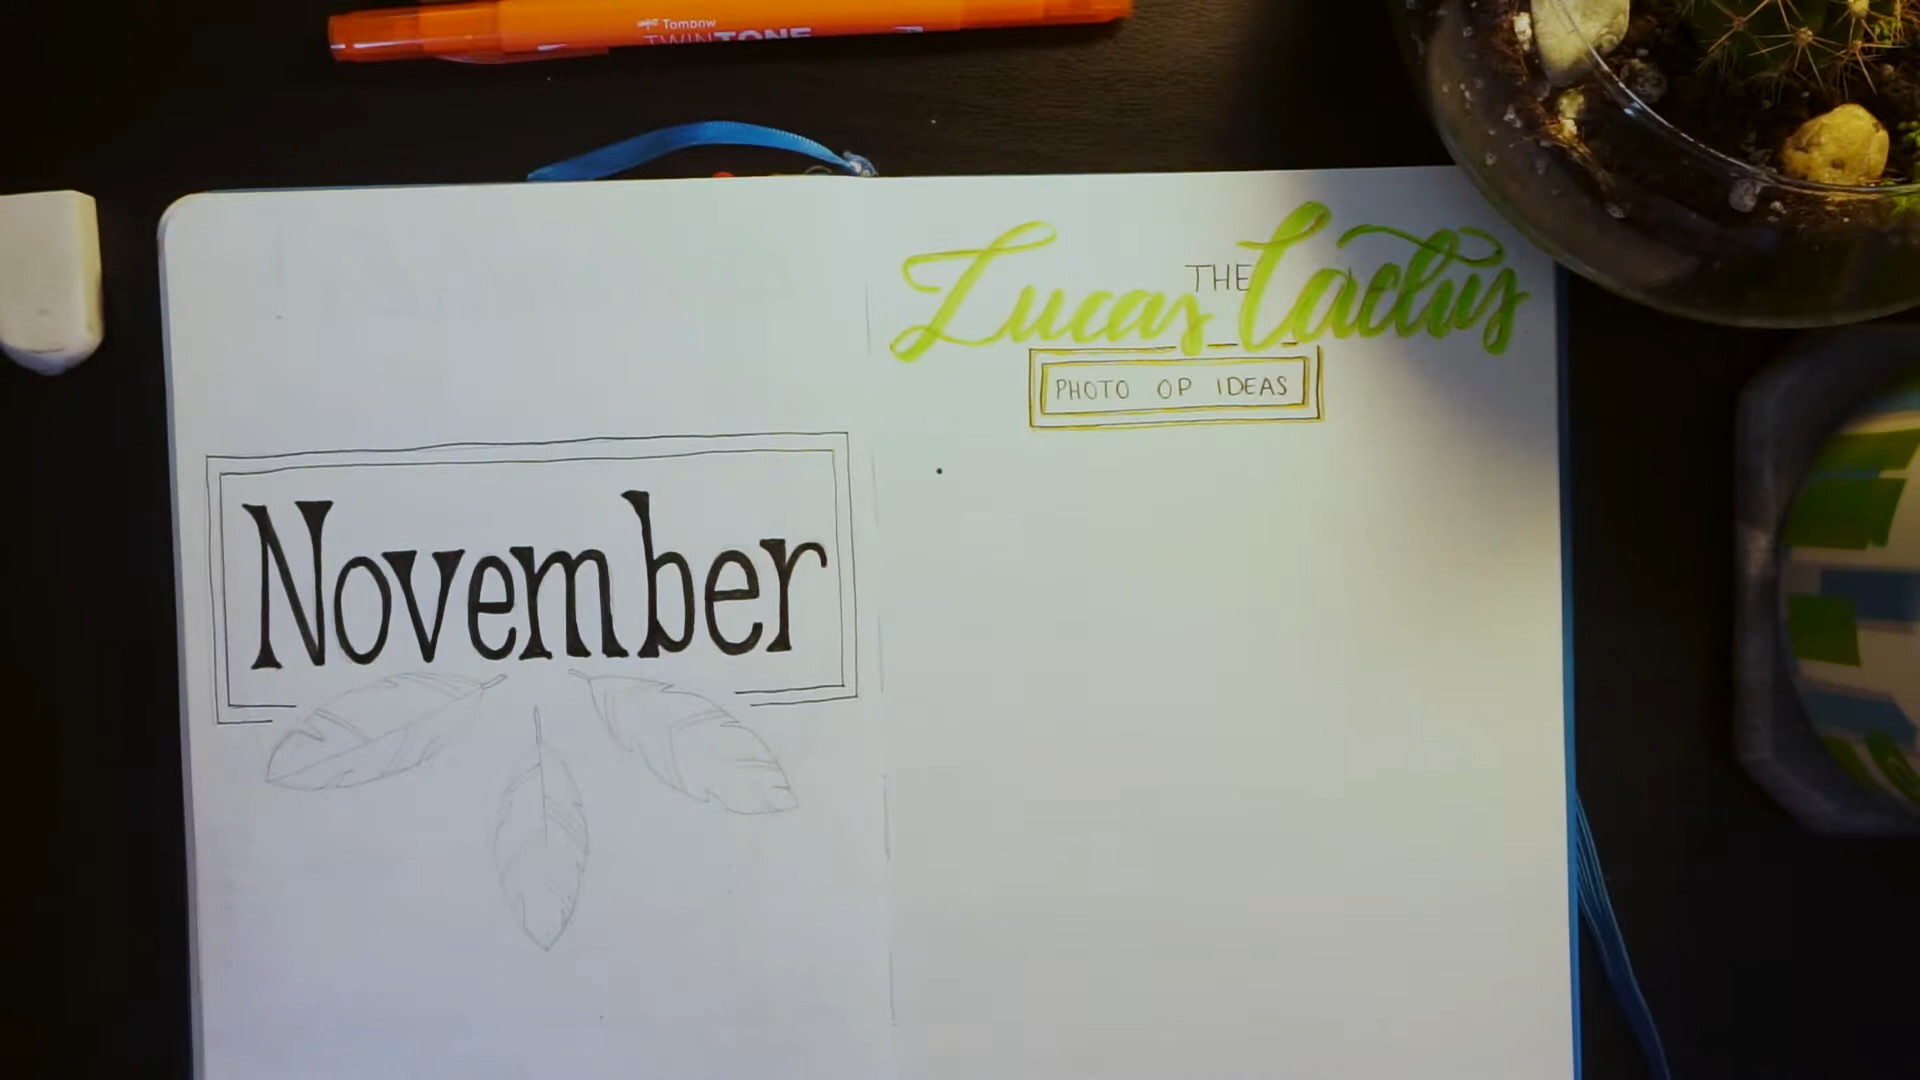 Tombow
TWINTONE
November
Lucas THE Cactus
PHOTO OP IDEAS